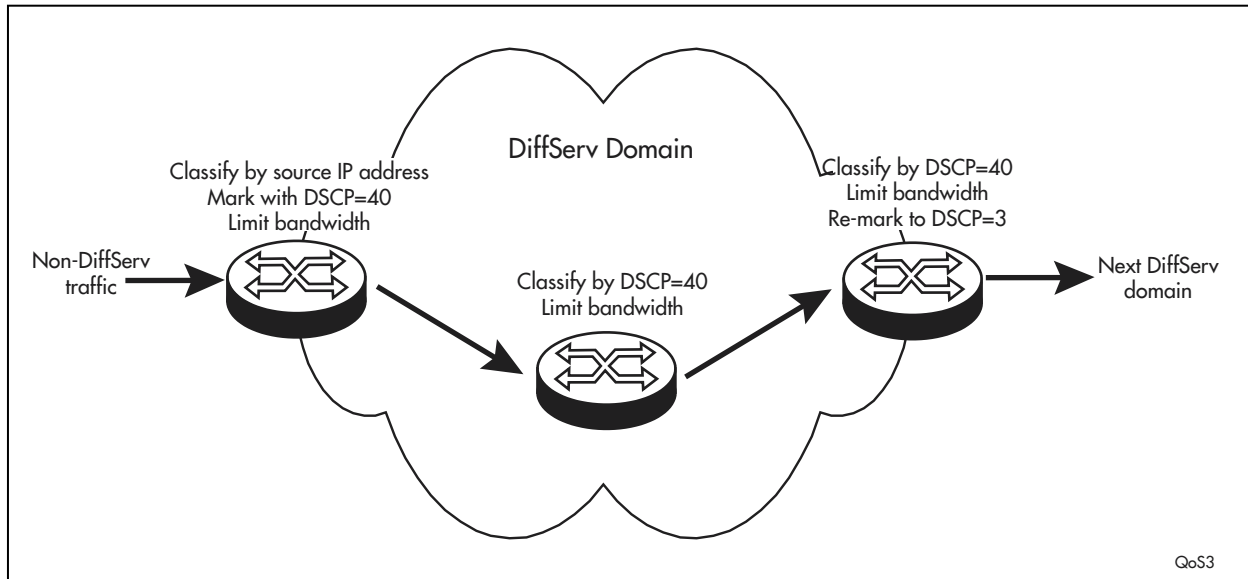 DiffServ Domain
Classify by source IP address
Mark with DSCP=40
Limit bandwidth
Classify by DSCP=40
Limit bandwidth
Re-mark to DSCP=3
Non-DiffServ
traffic
Classify by DSCP=40
Limit bandwidth
Next DiffServ
domain
QoS3